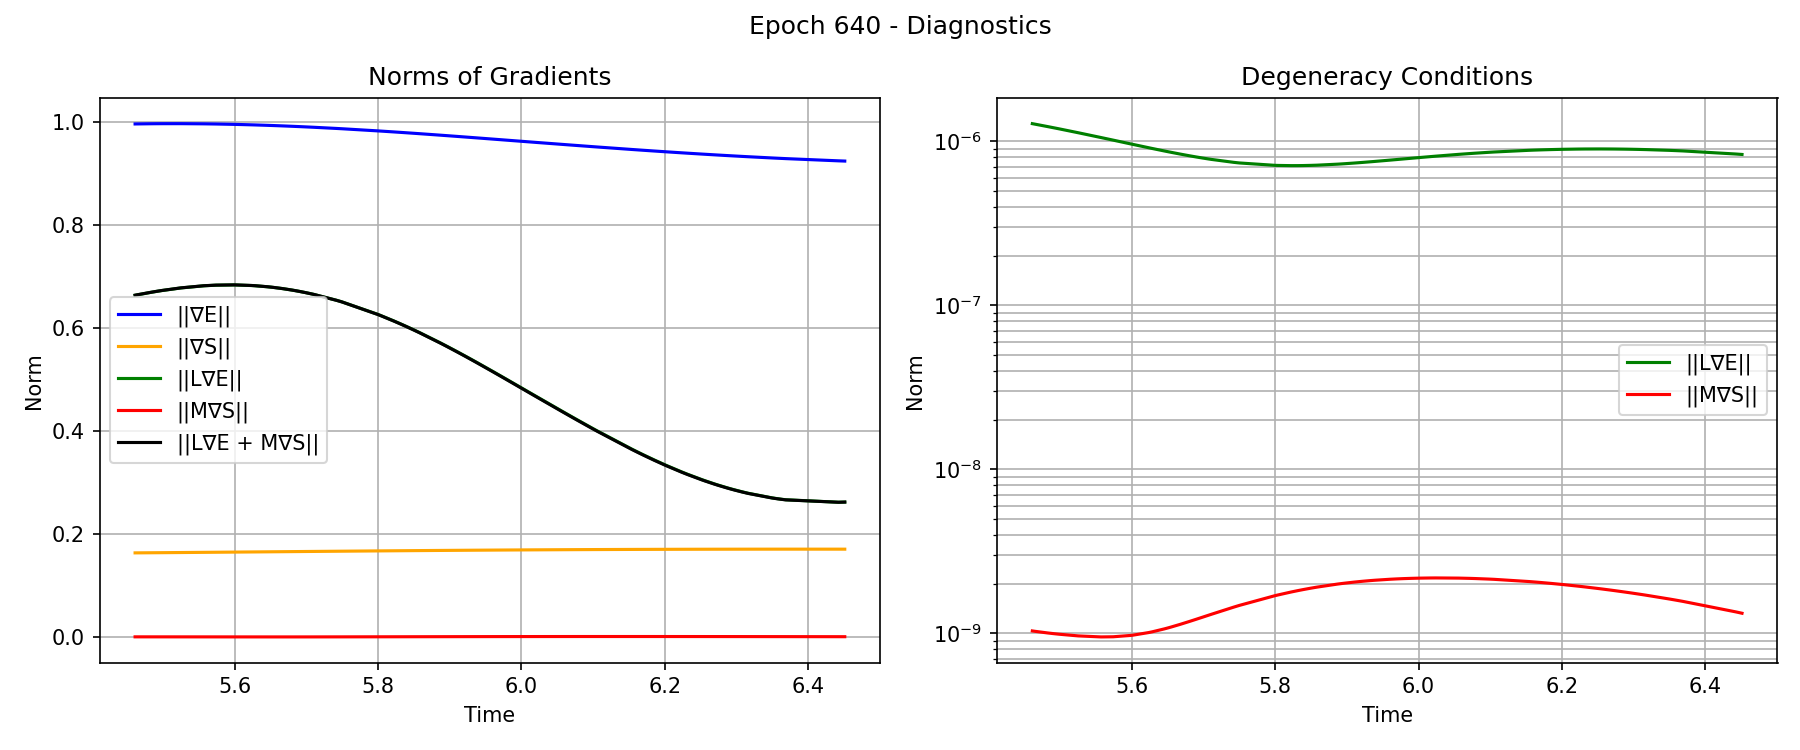 Epoch 640 - Diagnostics
Norms of Gradients
Norm
1.0
0.8
0.6
0.4
0.2
0.0
||∇E||
||∇S||
||L∇E||
||M∇S||
||L∇E + M∇S||
5.6
5.8
6.0
6.2
6.4
Time
Degeneracy Conditions
Norm
10⁻⁶
10⁻⁷
10⁻⁸
10⁻⁹
||L∇E||
||M∇S||
5.6
5.8
6.0
6.2
6.4
Time